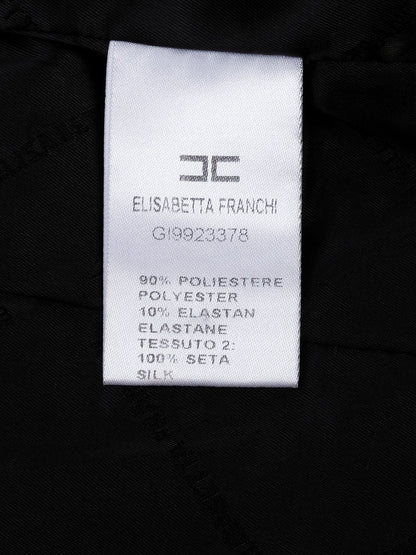 ELISABETTA FRANCHI
GI9923378
90% POLIESTERE
POLYESTER
10% ELASTAN
ELASTANE
TESSUTO 2:
100% SETA
SILK